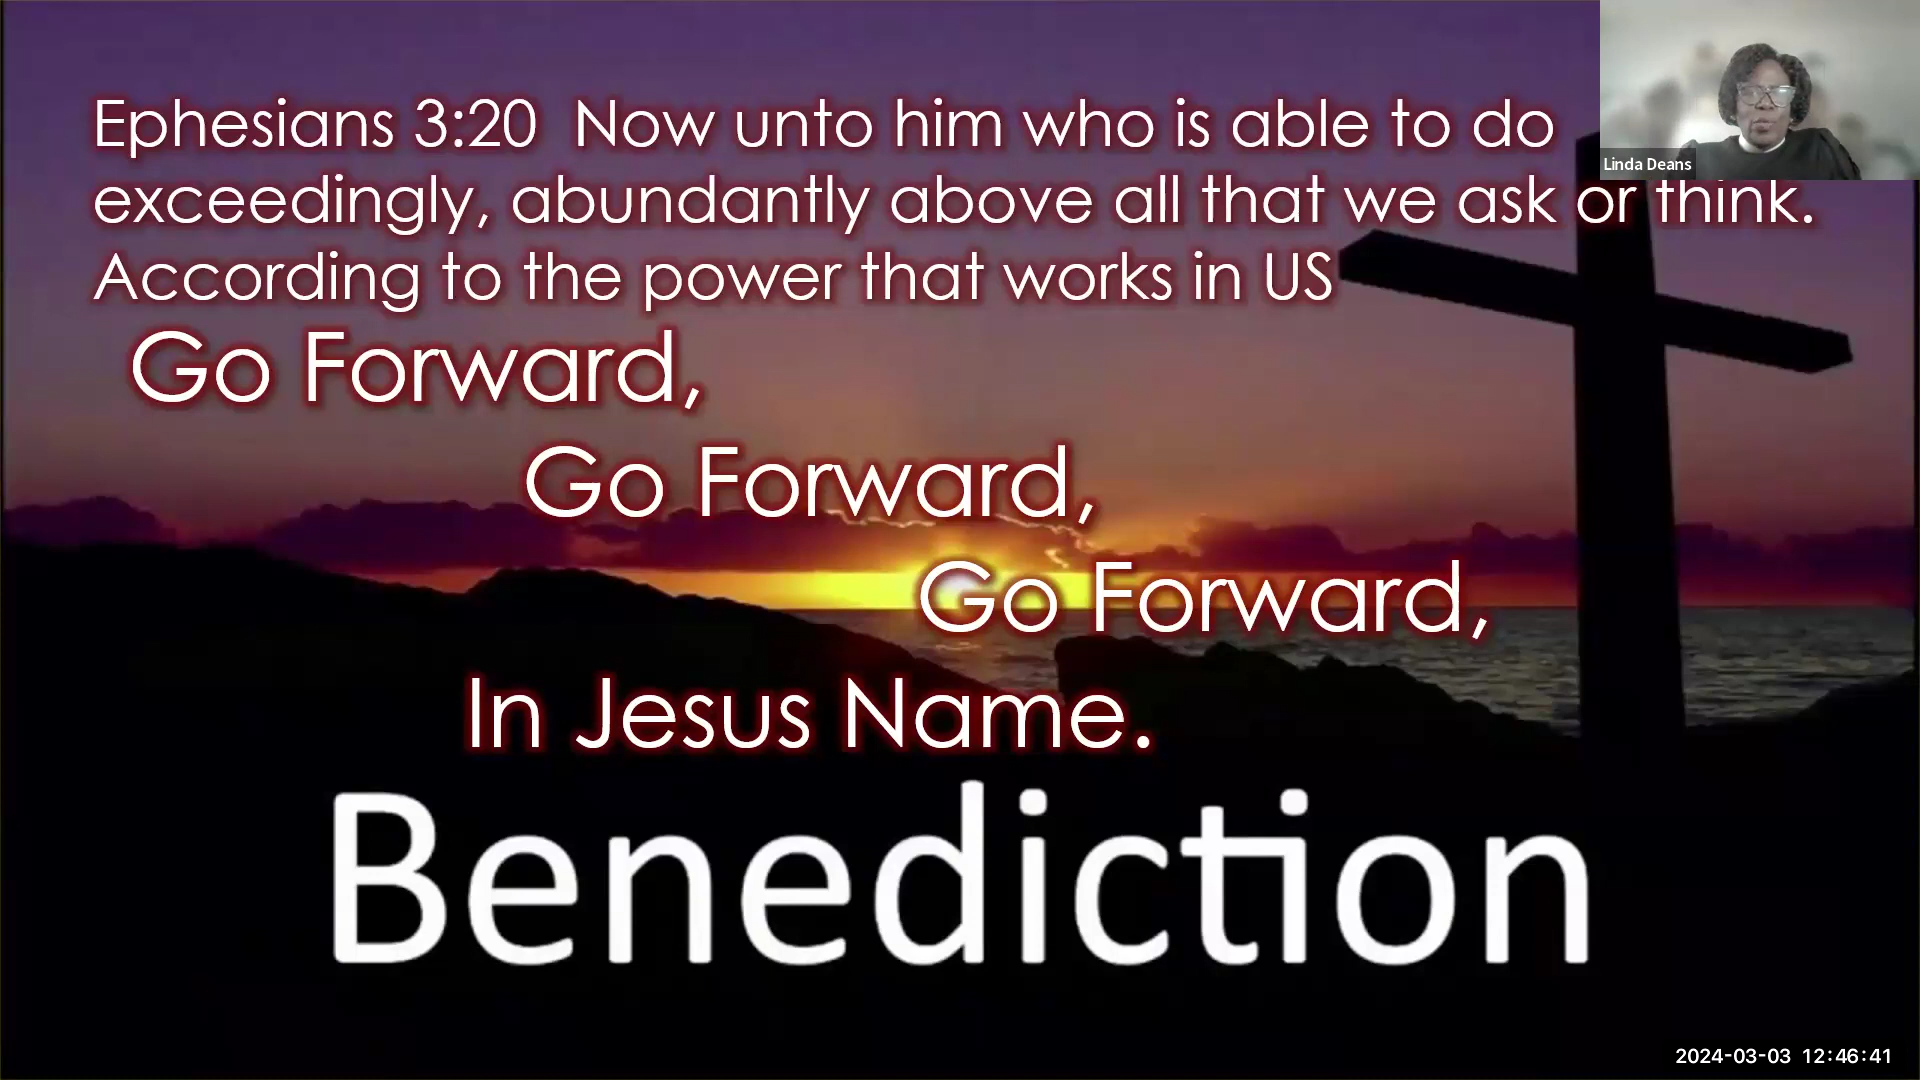 Ephesians 3:20  Now unto him who is able to do
exceedingly, abundantly above all that we ask or think.
According to the power that works in US
Go Forward,
Go Forward,
Go Forward,
In Jesus Name.
Benediction
Linda Deans
2024-03-03 12:46:41